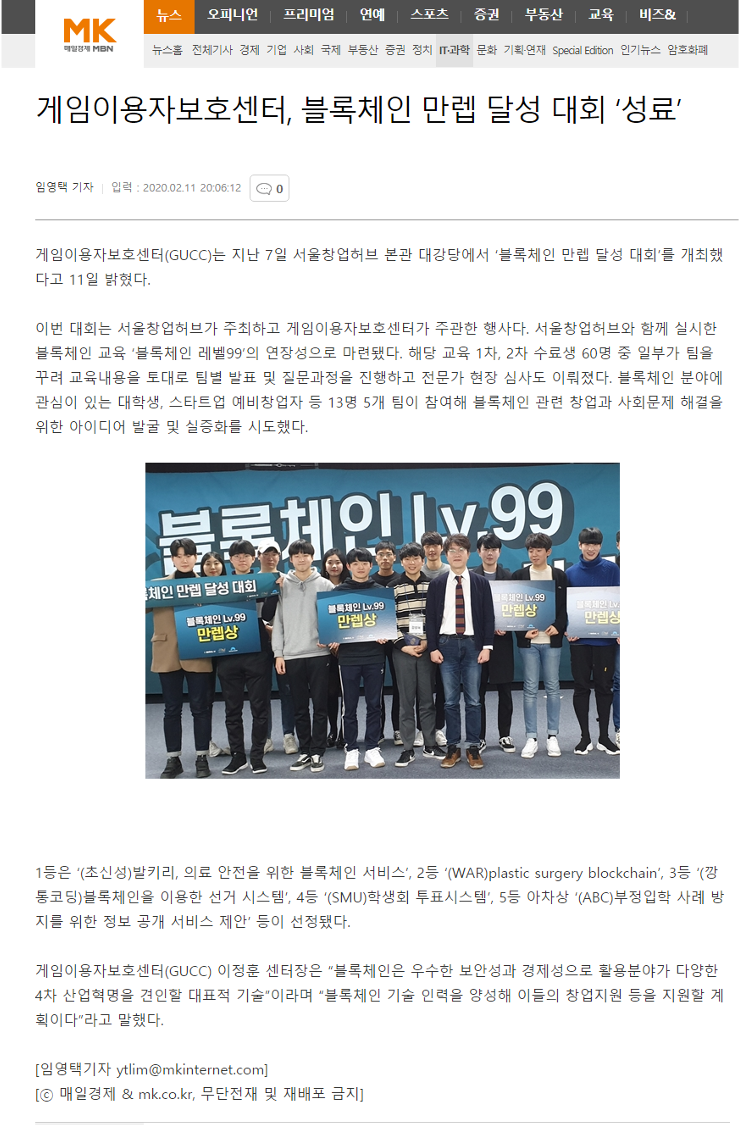 MK
매일경제 MBN
뉴스 오피니언 프리미엄 연예 스포츠 증권 부동산 교육 비즈&
뉴스홈 전체기사 경제 기업 사회 국제 부동산 증권 정치 IT·과학 문화 기획·연재 Special Edition 인기뉴스 암호화폐
게임이용자보호센터, 블록체인 만렙 달성 대회 ‘성료’
임영택 기자 입력 : 2020.02.11 20:06:12 0
게임이용자보호센터(GUCC)는 지난 7일 서울창업허브 본관 대강당에서 ‘블록체인 만렙 달성 대회’를 개최했
다고 11일 밝혔다.
이번 대회는 서울창업허브가 주최하고 게임이용자보호센터가 주관한 행사다. 서울창업허브와 함께 실시한
블록체인 교육 ‘블록체인 레벨99’의 연장성으로 마련됐다. 해당 교육 1차, 2차 수료생 60명 중 일부가 팀을
꾸려 교육내용을 토대로 팀별 발표 및 질문과정을 진행하고 전문가 현장 심사도 이뤄졌다. 블록체인 분야에
관심이 있는 대학생, 스타트업 예비창업자 등 13명 5개 팀이 참여해 블록체인 관련 창업과 사회문제 해결을
위한 아이디어 발굴 및 실증화를 시도했다.
블록체인 Lv.99
록체인 만렙 달성 대회
블록체인 Lv.99
만렙상
블록체인 Lv.99
만렙상
블록체인 Lv.99
만렙상
블록체인 Lv.99
만렙상
1등은 ‘(초신성)발키리, 의료 안전을 위한 블록체인 서비스’, 2등 ‘(WAR)plastic surgery blockchain’, 3등 ‘(깡
통코딩)블록체인을 이용한 선거 시스템’, 4등 ‘(SMU)학생회 투표시스템’, 5등 아차상 ‘(ABC)부정입학 사례 방
지를 위한 정보 공개 서비스 제안’ 등이 선정됐다.
게임이용자보호센터(GUCC) 이정훈 센터장은 “블록체인은 우수한 보안성과 경제성으로 활용분야가 다양한
4차 산업혁명을 견인할 대표적 기술”이라며 “블록체인 기술 인력을 양성해 이들의 창업지원 등을 지원할 계
획이다”라고 말했다.
[임영택기자 ytlim@mkinternet.com]
[ⓒ 매일경제 & mk.co.kr, 무단전재 및 재배포 금지]